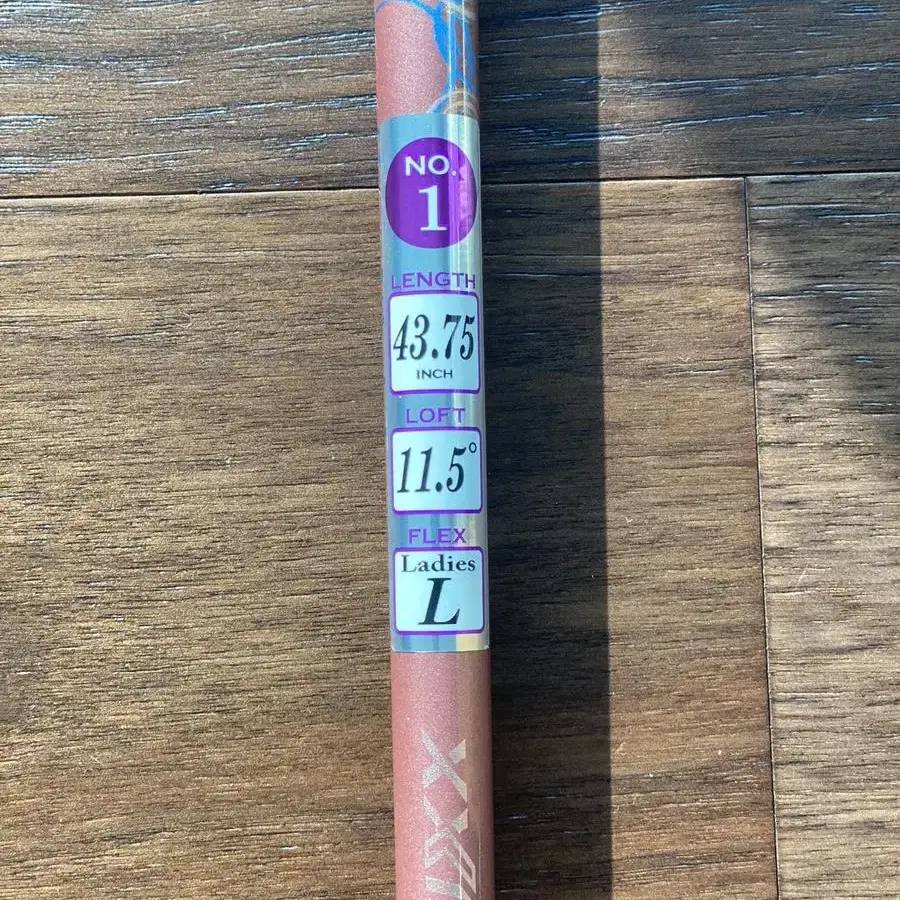 NO.
1
LENGTH
43.75
INCH
LOFT
11.5°
FLEX
Ladies
L